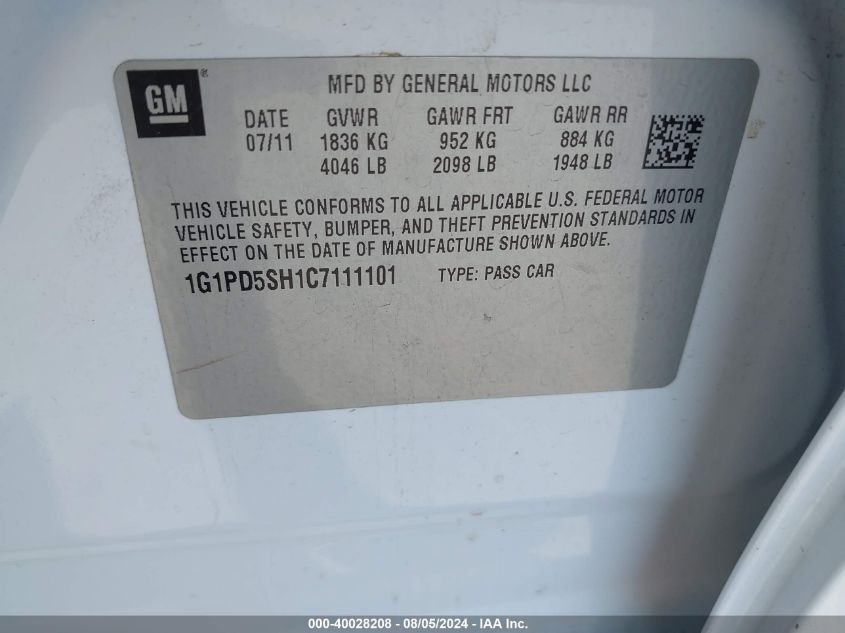 GM®
MFD BY GENERAL MOTORS LLC
DATE GVWR GAWR FRT GAWR RR
07/11 1836 KG 952 KG 884 KG
4046 LB 2098 LB 1948 LB
THIS VEHICLE CONFORMS TO ALL APPLICABLE U.S. FEDERAL MOTOR
VEHICLE SAFETY, BUMPER, AND THEFT PREVENTION STANDARDS IN
EFFECT ON THE DATE OF MANUFACTURE SHOWN ABOVE.
1G1PD5SH1C7111101 TYPE: PASS CAR
000-40028208 - 08/05/2024 - IAA Inc.